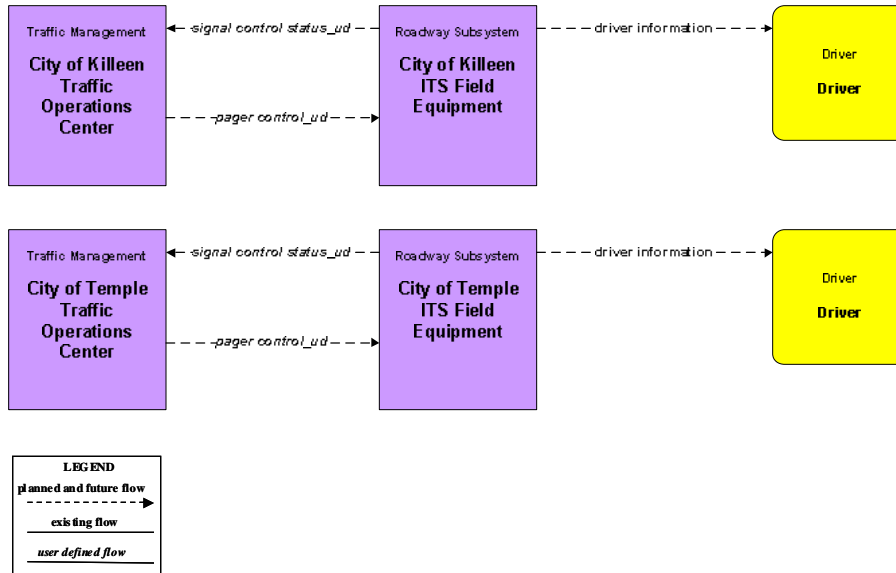 Traffic Management
City of Killeen
Traffic
Operations
Center
signal control status_ud
pager control_ud
Roadway Subsystem
City of Killeen
ITS Field
Equipment
driver information
Driver
Driver
Traffic Management
City of Temple
Traffic
Operations
Center
signal control status_ud
pager control_ud
Roadway Subsystem
City of Temple
ITS Field
Equipment
driver information
Driver
Driver
LEGEND
planned and future flow
existing flow
user defined flow